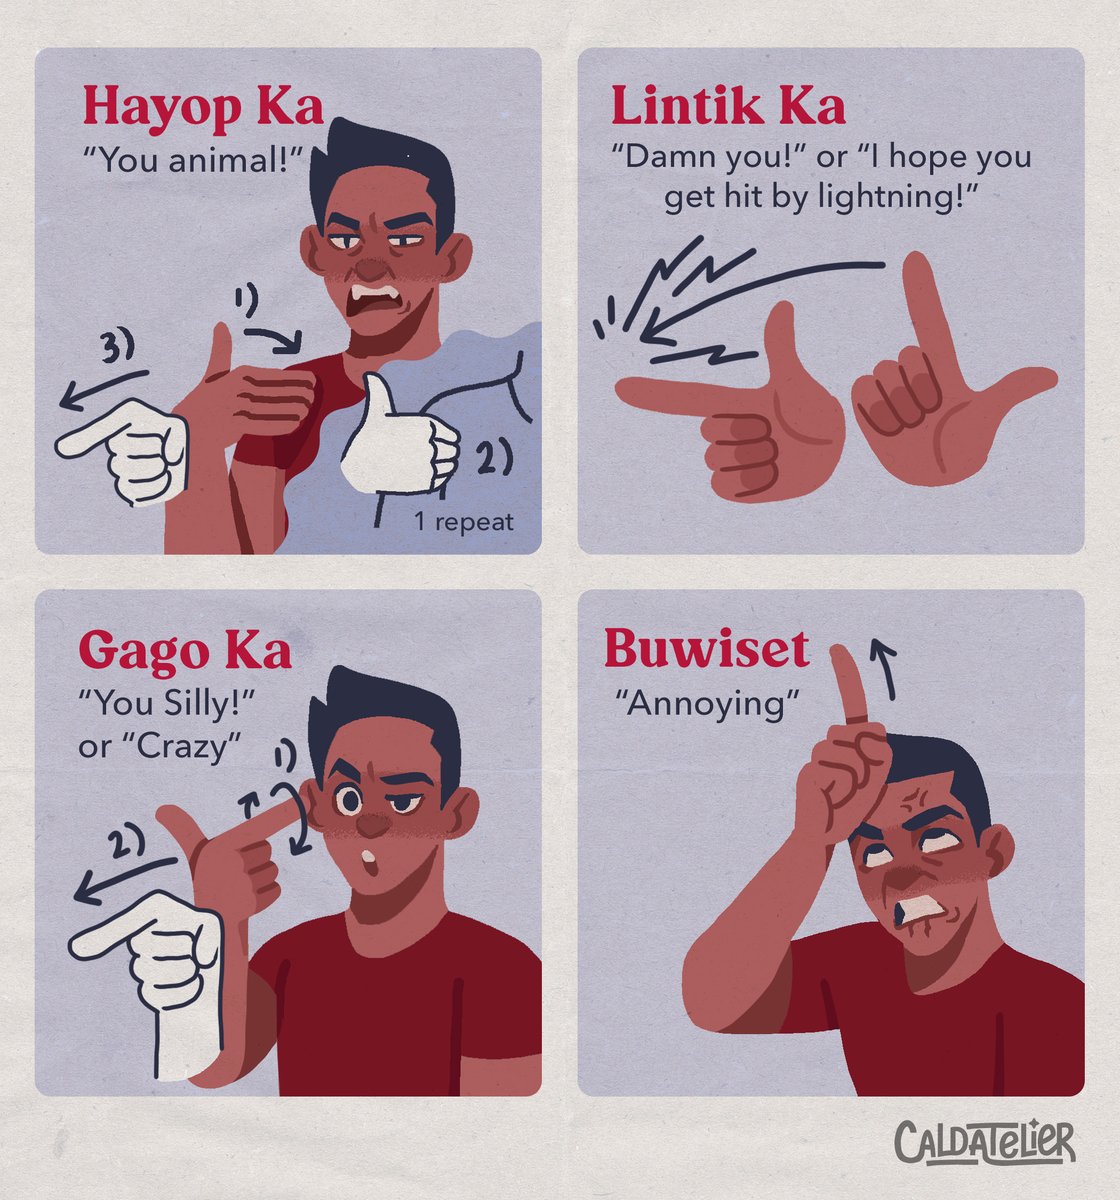 Hayop Ka
“You animal!”
1)
3)
2)
1 repeat
Lintik Ka
“Damn you!” or “I hope you
get hit by lightning!”
Gago Ka
“You Silly!”
or “Crazy”
1)
2)
Buwiset
“Annoying”
CALDATELIER